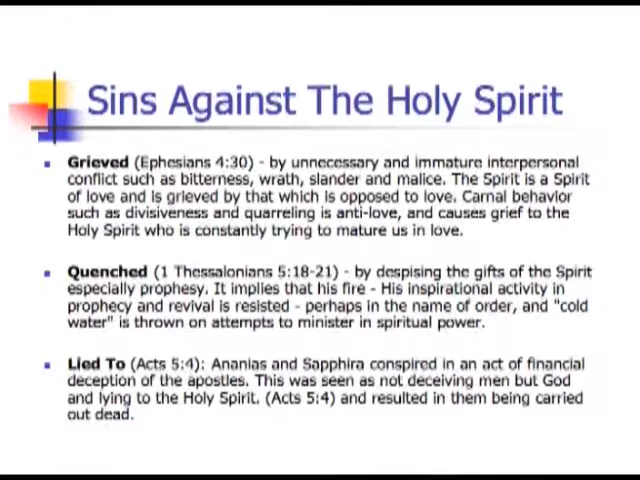 Sins Against The Holy Spirit
Grieved (Ephesians 4:30) - by unnecessary and immature interpersonal
conflict such as bitterness, wrath, slander and malice. The Spirit is a Spirit
of love and is grieved by that which is opposed to love. Carnal behavior
such as divisiveness and quarreling is anti-love, and causes grief to the
Holy Spirit who is constantly trying to mature us in love.
Quenched (1 Thessalonians 5:18-21) - by despising the gifts of the Spirit
especially prophesy. It implies that his fire - His inspirational activity in
prophecy and revival is resisted - perhaps in the name of order, and "cold
water" is thrown on attempts to minister in spiritual power.
Lied To (Acts 5:4): Ananias and Sapphira conspired in an act of financial
deception of the apostles. This was seen as not deceiving men but God
and lying to the Holy Spirit. (Acts 5:4) and resulted in them being carried
out dead.